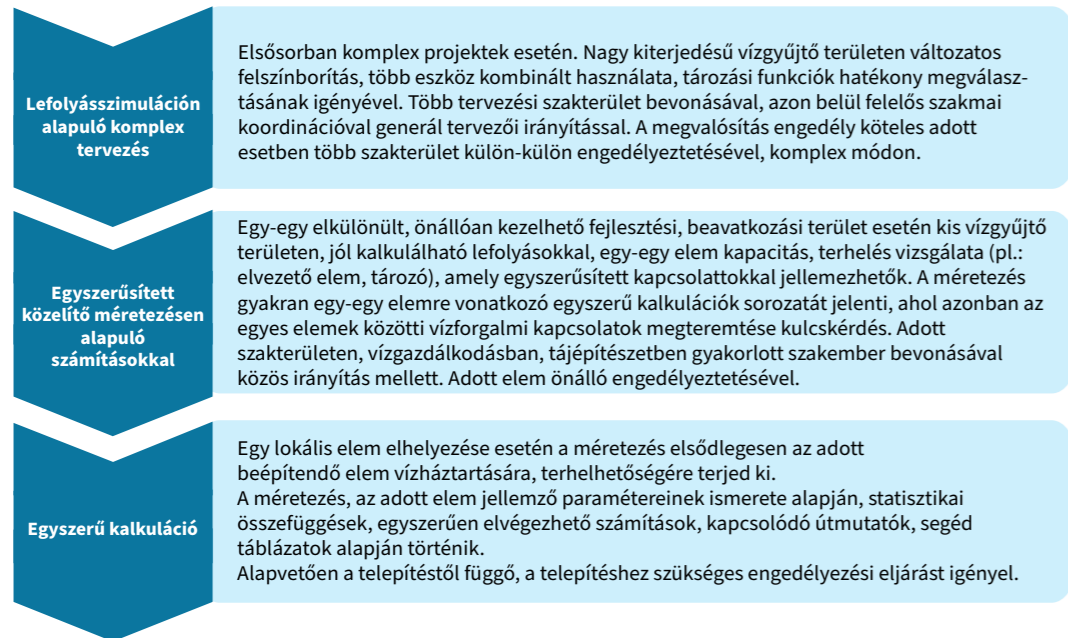 Lefolyásszimuláción
alapuló komplex
tervezés
Elsősorban komplex projektek esetén. Nagy kiterjedésű vízgyűjtő területen változatos
felszínborítás, több eszköz kombinált használata, tározási funkciók hatékony megválasz-
tásának igényével. Több tervezési szakterület bevonásával, azon belül felelős szakmai
koordinációval generál tervezői irányítással. A megvalósítás engedély köteles adott
esetben több szakterület külön-külön engedélyeztetésével, komplex módon.
Egyszerűsített
közelítő méretezésen
alapuló
számításokkal
Egy-egy elkülönült, önállóan kezelhető fejlesztési, beavatkozási terület esetén kis vízgyűjtő
területen, jól kalkulálható lefolyásokkal, egy-egy elem kapacitás, terhelés vizsgálata (pl.:
elvezető elem, tározó), amely egyszerűsített kapcsolattokkal jellemezhetők. A méretezés
gyakran egy-egy elemre vonatkozó egyszerű kalkulációk sorozatát jelenti, ahol azonban az
egyes elemek közötti vízforgalmi kapcsolatok megteremtése kulcskérdés. Adott
szakterületen, vízgazdálkodásban, tájépítészetben gyakorlott szakember bevonásával
közös irányítás mellett. Adott elem önálló engedélyeztetésével.
Egyszerű kalkuláció
Egy lokális elem elhelyezése esetén a méretezés elsődlegesen az adott
beépítendő elem vízháztartására, terhelhetőségére terjed ki.
A méretezés, az adott elem jellemző paramétereinek ismerete alapján, statisztikai
összefüggések, egyszerűen elvégezhető számítások, kapcsolódó útmutatók, segéd
táblázatok alapján történik.
Alapvetően a telepítéstől függő, a telepítéshez szükséges engedélyezési eljárást igényel.